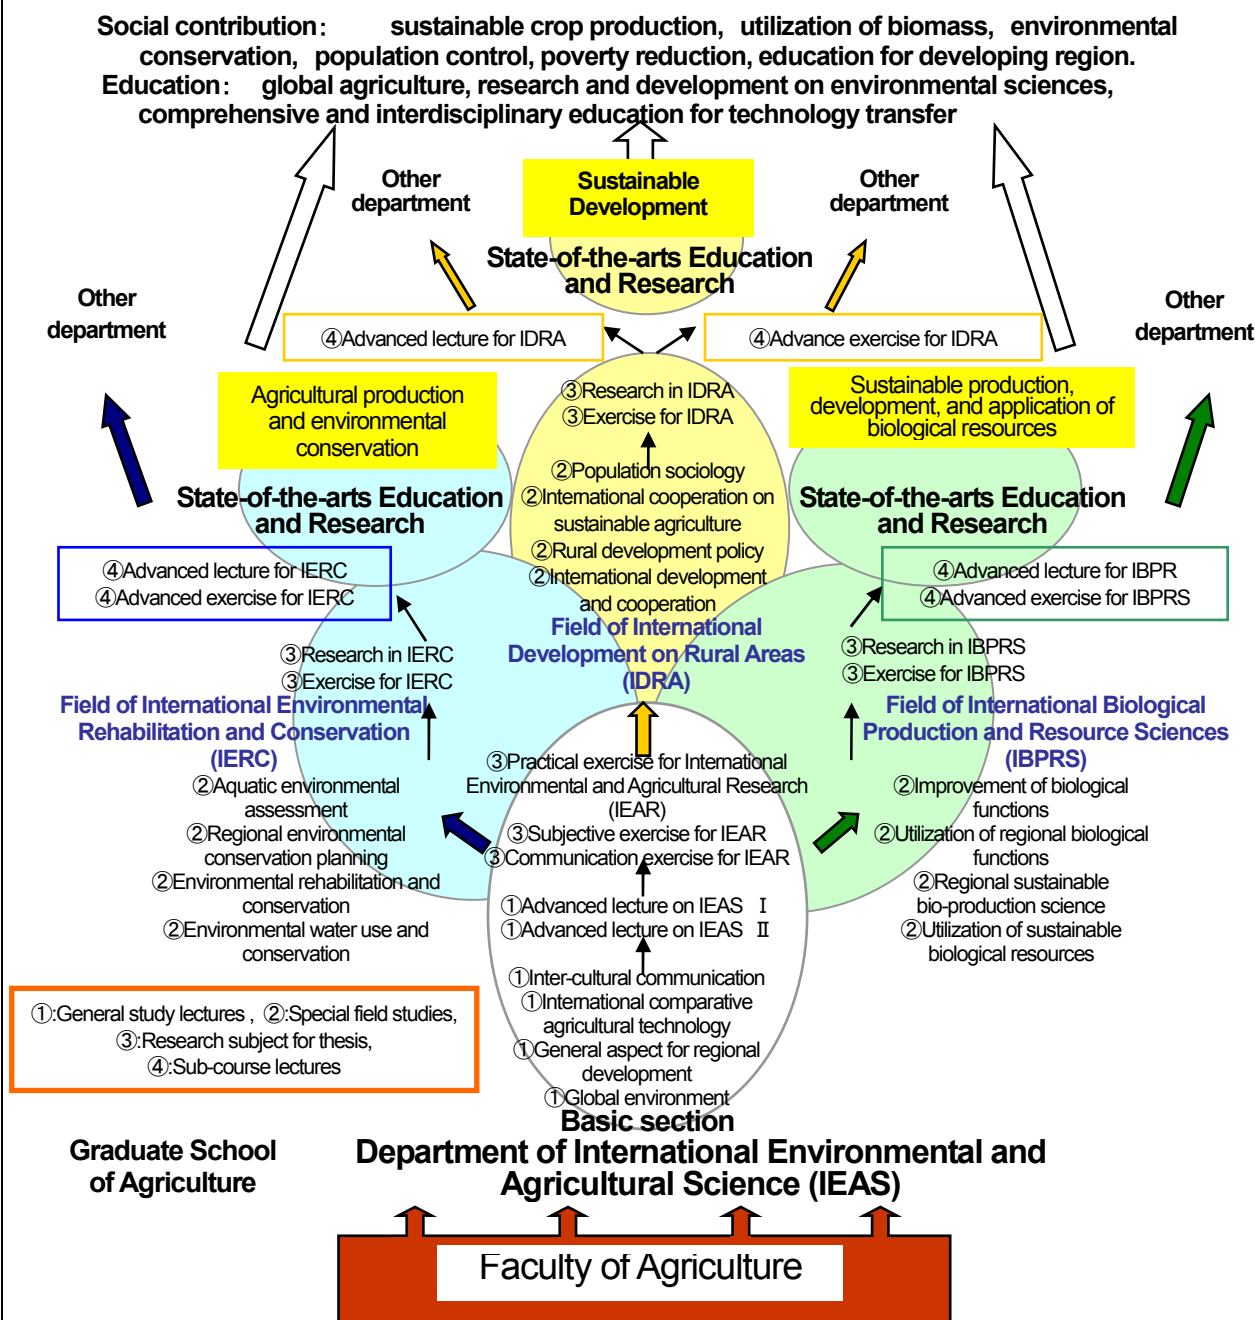 Social contribution: sustainable crop production, utilization of biomass, environmental
conservation, population control, poverty reduction, education for developing region.
Education: global agriculture, research and development on environmental sciences,
comprehensive and interdisciplinary education for technology transfer
Other
department
Sustainable
Development
Other
department
State-of-the-arts Education
and Research
Other
department
Other
department
④Advanced lecture for IDRA
④Advance exercise for IDRA
Agricultural production
and environmental
conservation
③Research in IDRA
③Exercise for IDRA
Sustainable production,
development, and application of
biological resources
②Population sociology
②International cooperation on
sustainable agriculture
②Rural development policy
②International development
and cooperation
Field of International
Development on Rural Areas
(IDRA)
State-of-the-arts Education
and Research
State-of-the-arts Education
and Research
④Advanced lecture for IERC
④Advanced exercise for IERC
④Advanced lecture for IBPR
④Advanced exercise for IBPRS
③Research in IERC
③Exercise for IERC
③Research in IBPRS
③Exercise for IBPRS
Field of International Environmental
Rehabilitation and Conservation
(IERC)
②Aquatic environmental
assessment
②Regional environmental
conservation planning
②Environmental rehabilitation and
conservation
②Environmental water use and
conservation
Field of International Biological
Production and Resource Sciences
(IBPRS)
②Improvement of biological
functions
②Utilization of regional biological
functions
②Regional sustainable
bio-production science
②Utilization of sustainable
biological resources
③Practical exercise for International
Environmental and Agricultural Research
(IEAR)
③Subjective exercise for IEAR
③Communication exercise for IEAR
①Advanced lecture on IEAS Ⅰ
①Advanced lecture on IEAS Ⅱ
①Inter-cultural communication
①International comparative
agricultural technology
①General aspect for regional
development
①Global environment
Basic section
①:General study lectures , ②:Special field studies,
③:Research subject for thesis,
④:Sub-course lectures
Graduate School
of Agriculture
Department of International Environmental and
Agricultural Science (IEAS)
Faculty of Agriculture